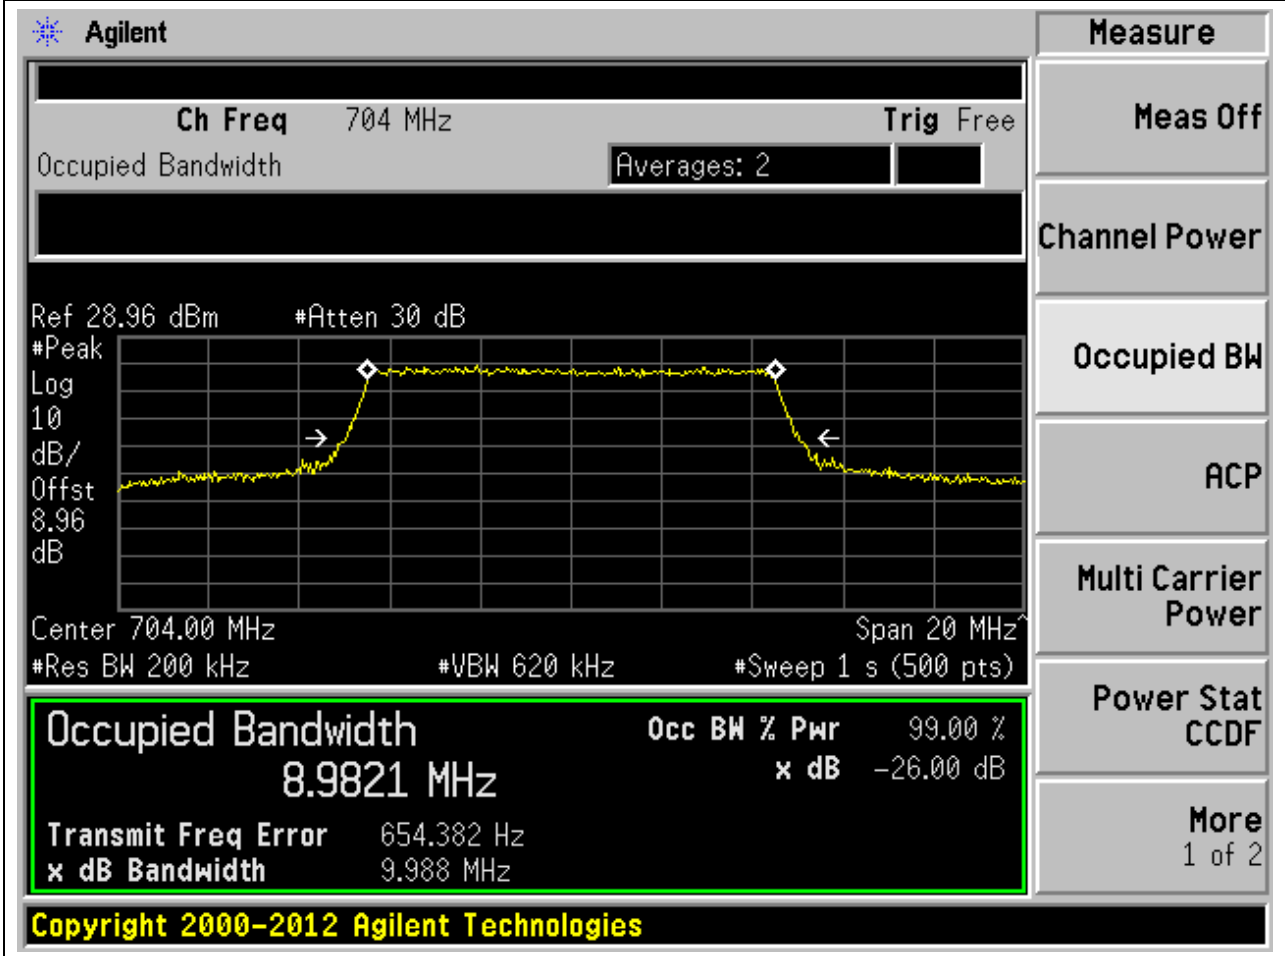 Agilent
Measure
Ch Freq 704 MHz Trig Free
Occupied Bandwidth Averages: 2
Meas Off
Channel Power
Occupied BW
ACP
Multi Carrier
Power
Power Stat
CCDF
More
1 of 2
Ref 28.96 dBm #Atten 30 dB
#Peak
Log
10
dB/
Offst
8.96
dB
Center 704.00 MHz Span 20 MHz^
#Res BW 200 kHz #VBW 620 kHz #Sweep 1 s (500 pts)
Occupied Bandwidth Occ BW % Pwr 99.00 %
8.9821 MHz x dB -26.00 dB
Transmit Freq Error 654.382 Hz
x dB Bandwidth 9.988 MHz
Copyright 2000-2012 Agilent Technologies